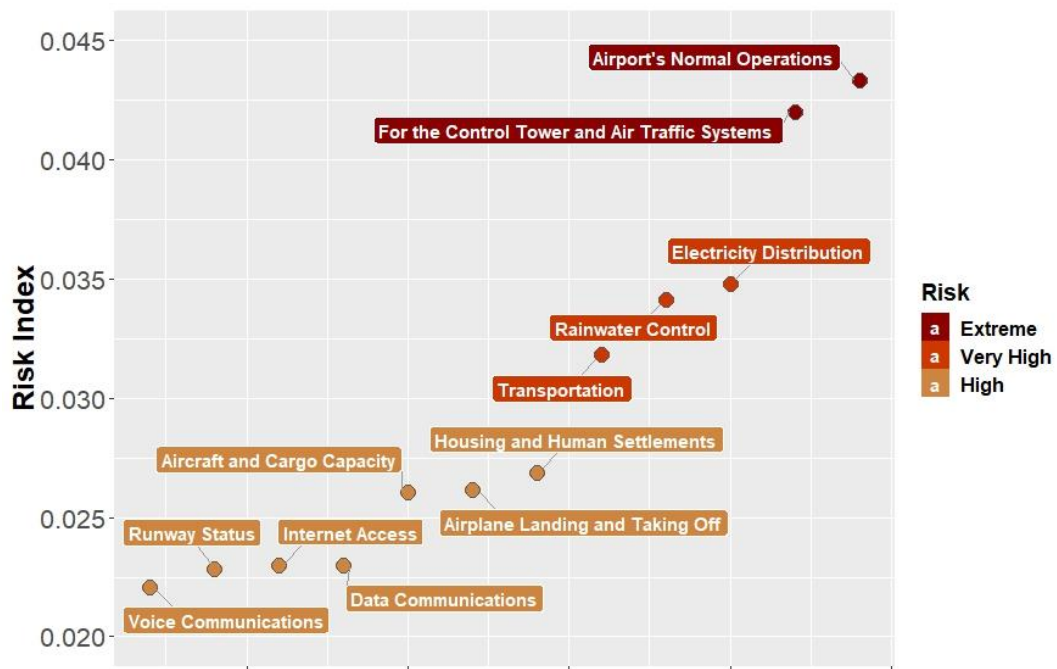 0.045
Airport's Normal Operations
For the Control Tower and Air Traffic Systems
0.040
Electricity Distribution
0.035
Rainwater Control
Transportation
0.030
Housing and Human Settlements
Aircraft and Cargo Capacity
Airplane Landing and Taking Off
0.025
Runway Status
Internet Access
Data Communications
Voice Communications
0.020
Risk Index
Risk
a Extreme
a Very High
a High